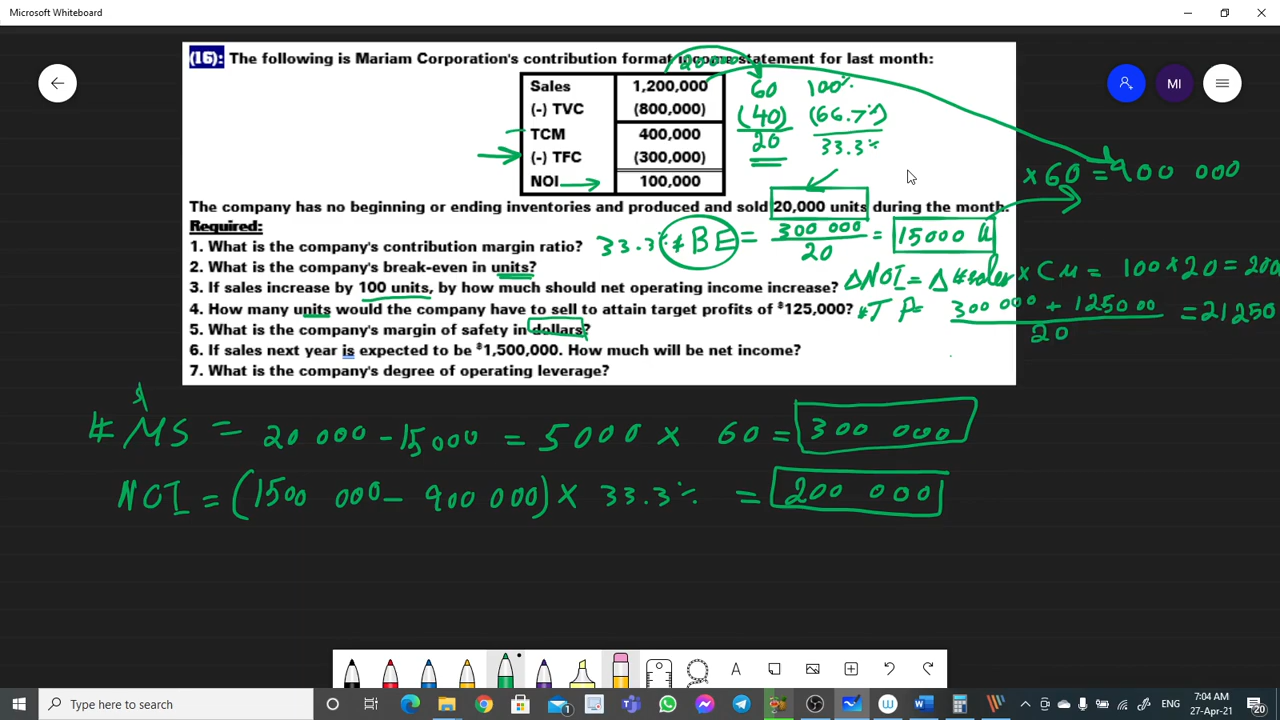 Microsoft Whiteboard
MI
(16): The following is Mariam Corporation's contribution format income statement for last month:
20000
Sales 1,200,000 60 100%
(-) TVC (800,000) (40) (66.7%)
TCM 400,000 20 33.3%
(-) TFC (300,000)
NOI 100,000
x 60 = 900 000
The company has no beginning or ending inventories and produced and sold 20,000 units during the month.
Required:
1. What is the company's contribution margin ratio? 33.3%
# BE = 300 000 / 20 = 15000 u
2. What is the company's break-even in units?
3. If sales increase by 100 units, by how much should net operating income increase? ΔNOI = Δ # sales x CM = 100 x 20 = 200
4. How many units would the company have to sell to attain target profits of $125,000? # T P = 300 000 + 1250 00 / 20 = 21250
5. What is the company's margin of safety in dollars?
6. If sales next year is expected to be $1,500,000. How much will be net income?
7. What is the company's degree of operating leverage?
# MS = 20 000 - 15000 = 5000 x 60 = 300 000
NOI = (1500 000 - 900 000) x 33.3% = 200 000
A
Type here to search
ENG
7:04 AM
27-Apr-21
20